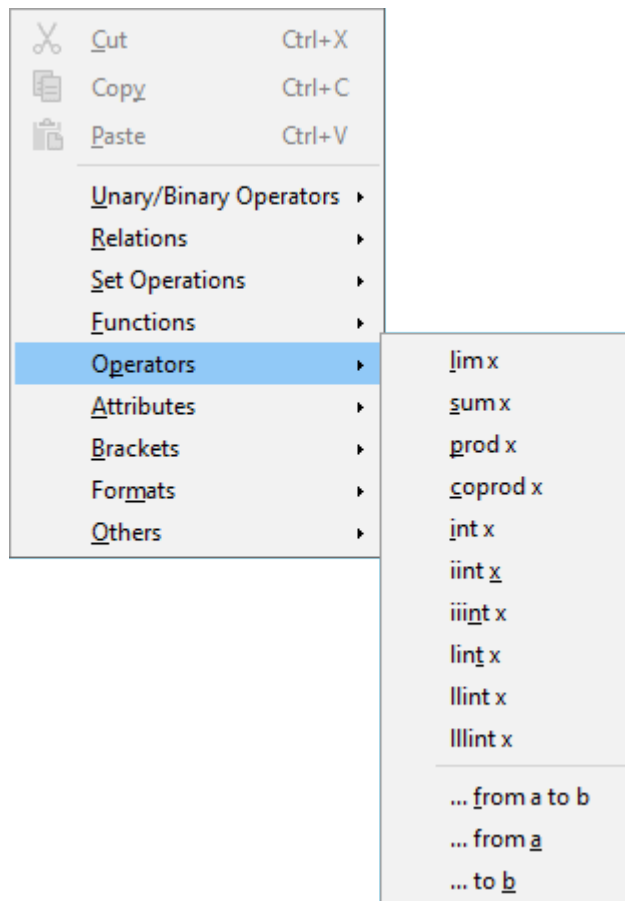 Cut Ctrl+X
Copy Ctrl+C
Paste Ctrl+V
Unary/Binary Operators
Relations
Set Operations
Functions
Operators
Attributes
Brackets
Formats
Others
lim x
sum x
prod x
coprod x
int x
iint x
iiint x
lint x
llint x
lllint x
... from a to b
... from a
... to b